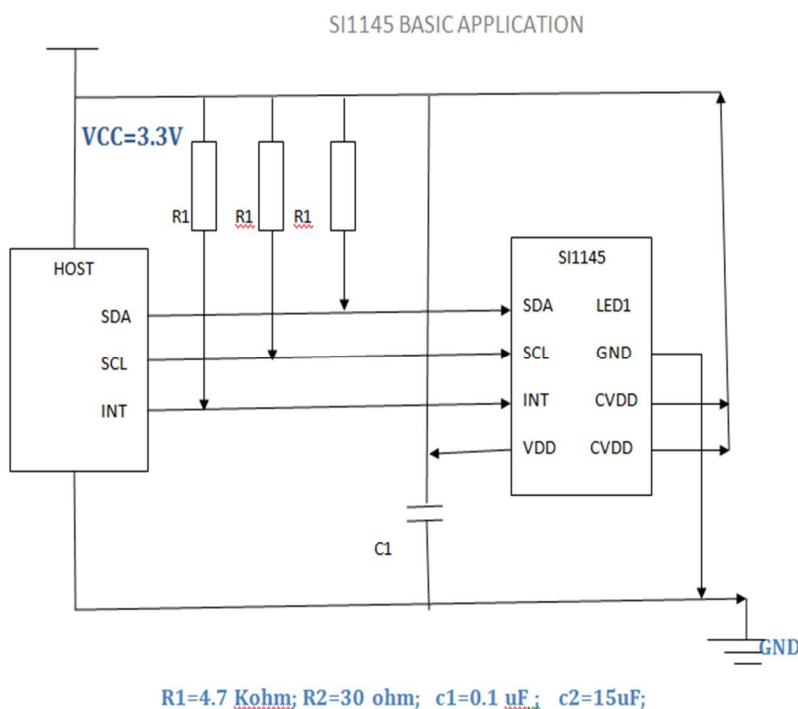 SI1145 BASIC APPLICATION
VCC=3.3V
R1
R1
R1
HOST
SDA
SCL
INT
SI1145
SDA
LED1
SCL
GND
INT
CVDD
VDD
CVDD
C1
GND
R1=4.7 Kohm; R2=30 ohm; c1=0.1 uF ; c2=15uF;